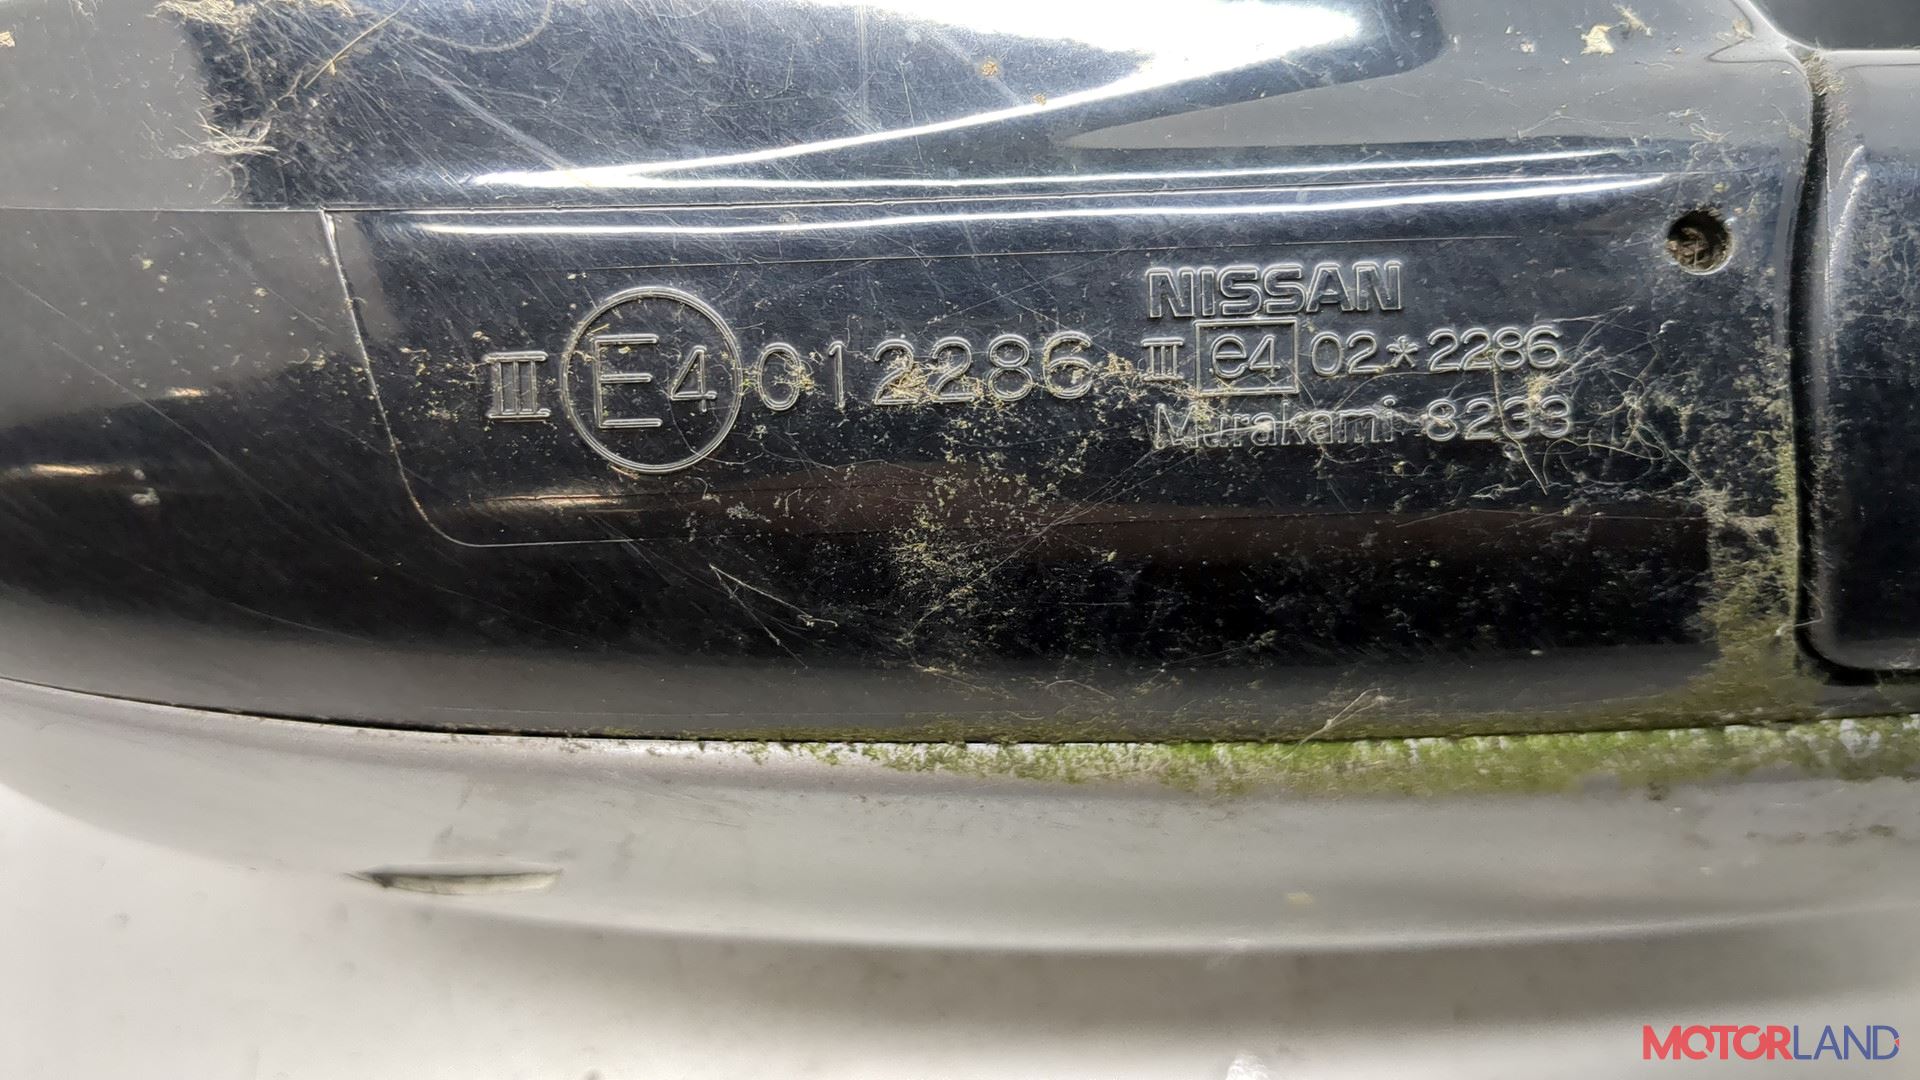 III E4 012286
NISSAN
III e4 02*2286
Murakami 8233
MOTORLAND